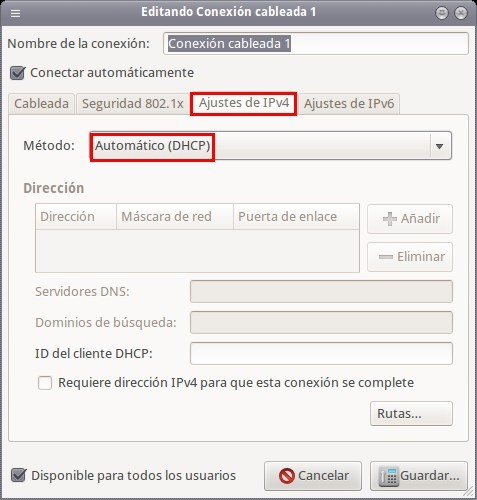 Editando Conexión cableada 1
Nombre de la conexión: Conexión cableada 1
Conectar automáticamente
Cableada Seguridad 802.1x Ajustes de IPv4 Ajustes de IPv6
Método: Automático (DHCP)
Dirección
Dirección Máscara de red Puerta de enlace Añadir
Eliminar
Servidores DNS:
Dominios de búsqueda:
ID del cliente DHCP:
Requiere dirección IPv4 para que esta conexión se complete
Rutas...
Disponible para todos los usuarios Cancelar Guardar...